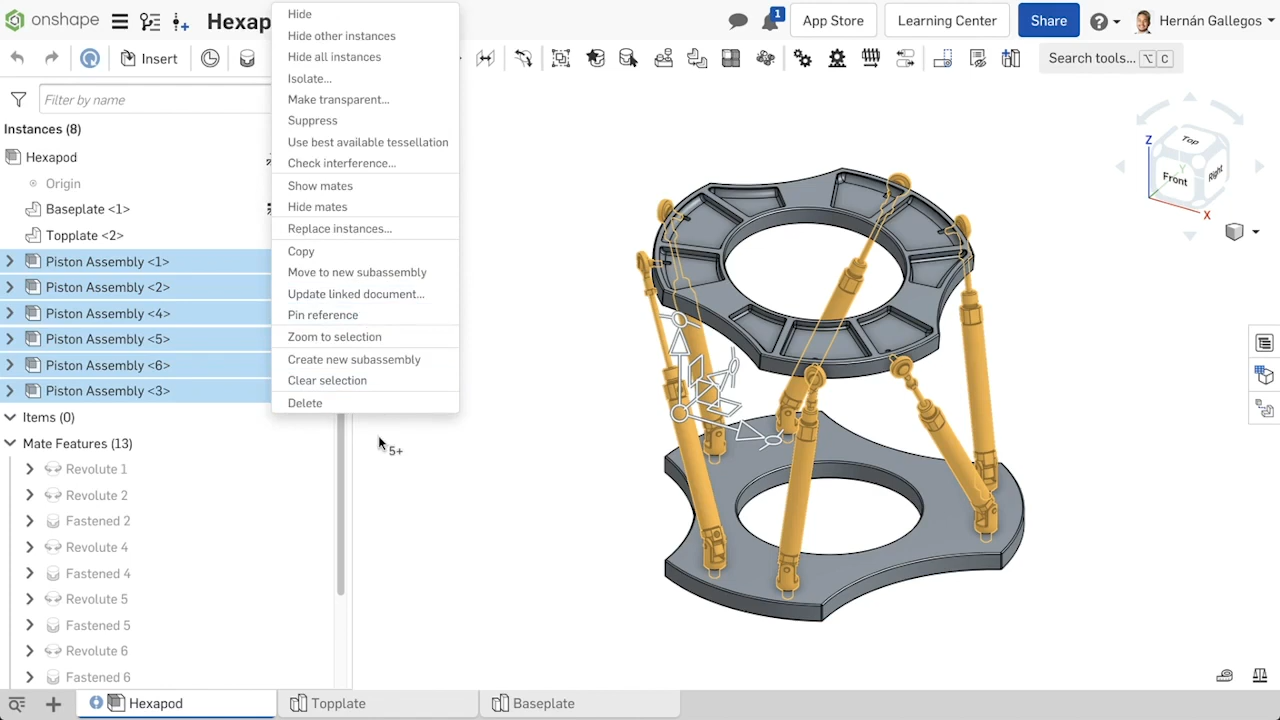 onshape
Hexap
1
App Store
Learning Center
Share
Hernán Gallegos
Insert
Search tools...
⌥ C
Filter by name
Instances (8)
Hexapod
Origin
Baseplate <1>
Topplate <2>
Piston Assembly <1>
Piston Assembly <2>
Piston Assembly <4>
Piston Assembly <5>
Piston Assembly <6>
Piston Assembly <3>
Items (0)
Mate Features (13)
Revolute 1
Revolute 2
Fastened 2
Revolute 4
Fastened 4
Revolute 5
Fastened 5
Revolute 6
Fastened 6
Hide
Hide other instances
Hide all instances
Isolate...
Make transparent...
Suppress
Use best available tessellation
Check interference...
Show mates
Hide mates
Replace instances...
Copy
Move to new subassembly
Update linked document...
Pin reference
Zoom to selection
Create new subassembly
Clear selection
Delete
5+
Z
Top
Y
Front
Right
X
Hexapod
Topplate
Baseplate